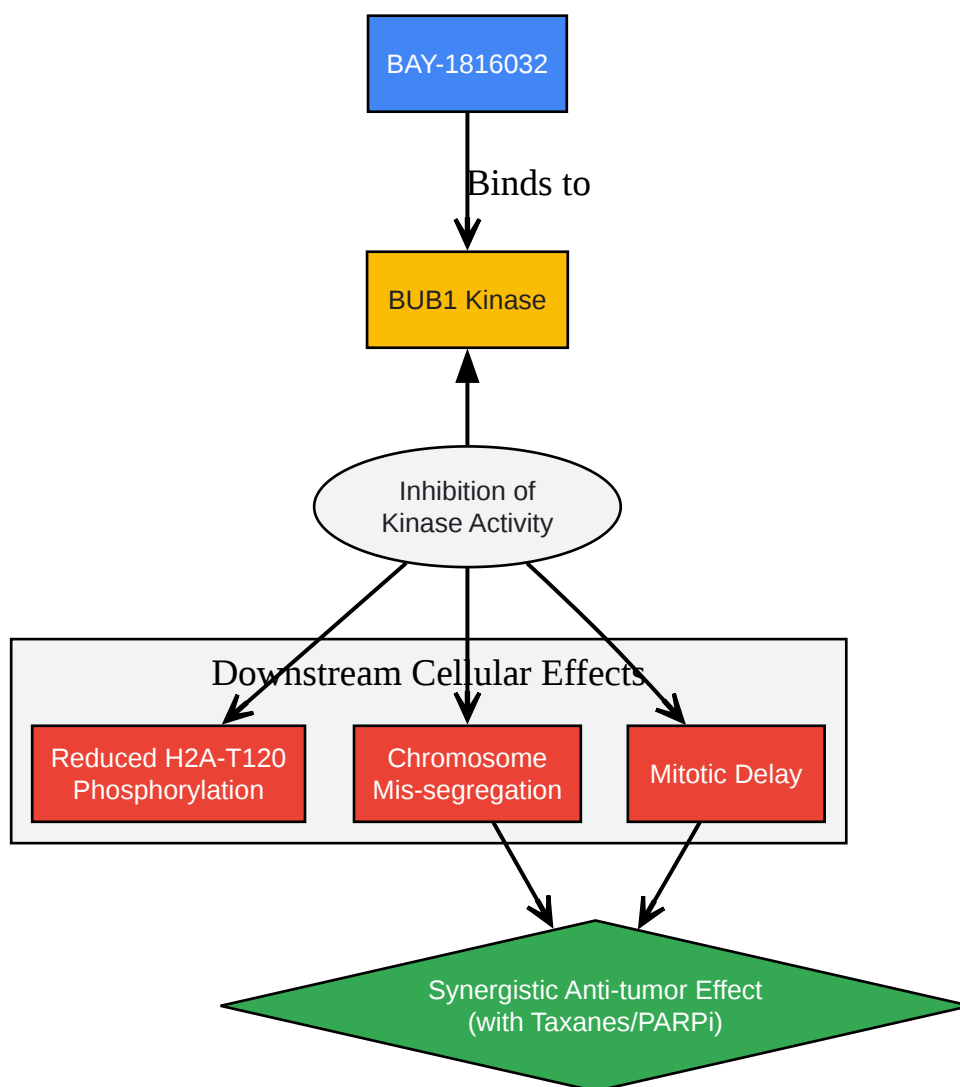 BAY-1816032
Binds to
BUB1 Kinase
Inhibition of
Kinase Activity
Downstream Cellular Effects
Reduced H2A-T120
Phosphorylation
Chromosome
Mis-segregation
Mitotic Delay
Synergistic Anti-tumor Effect
(with Taxanes/PARPi)